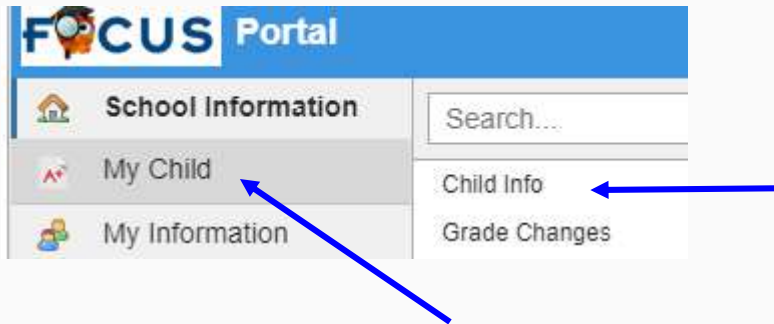 FOCUS Portal
School Information
Search...
A+ My Child
Child Info
My Information
Grade Changes